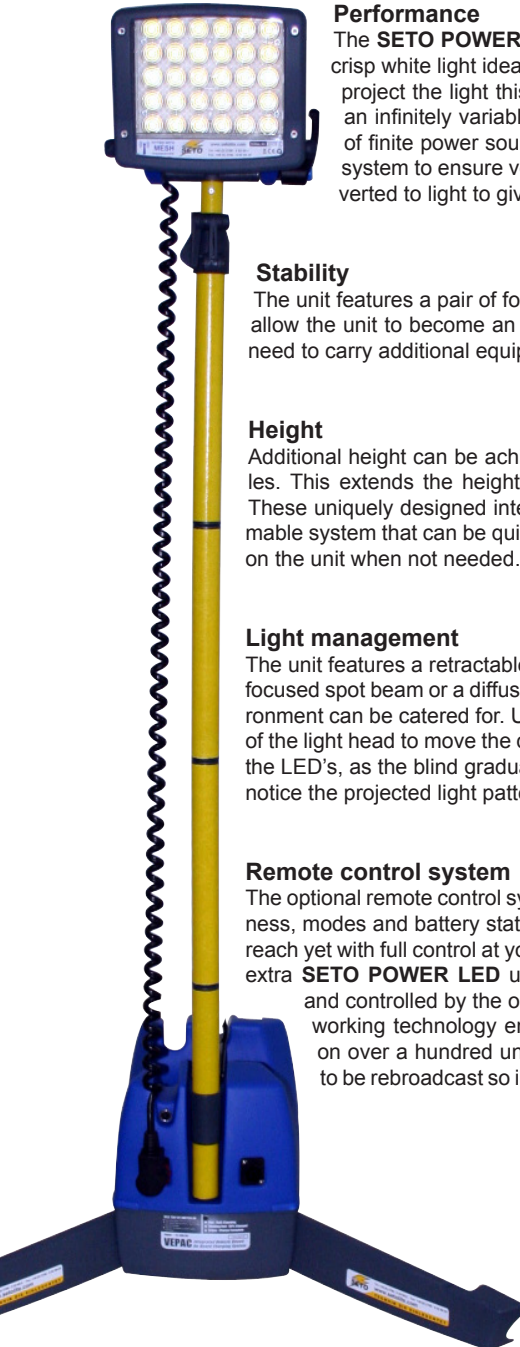 Performance
The SETO POWER
crisp white light idea
project the light this
an infinitely variabl
of finite power sou
system to ensure ve
verted to light to giv
Stability
The unit features a pair of fo
allow the unit to become an
need to carry additional equip
Height
Additional height can be ach
les. This extends the height
These uniquely designed inte
mable system that can be qui
on the unit when not needed.
Light management
The unit features a retractable
focused spot beam or a diffus
ronment can be catered for. U
of the light head to move the d
the LED's, as the blind gradua
notice the projected light patte
Remote control system
The optional remote control sy
ness, modes and battery stat
reach yet with full control at yo
extra SETO POWER LED u
and controlled by the o
working technology en
on over a hundred un
to be rebroadcast so i
MESH
SETO
VEPAC
SETO